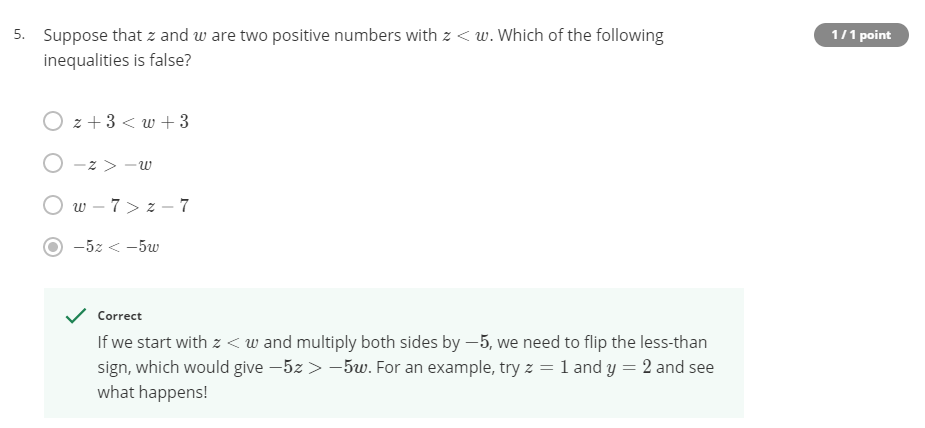 5. Suppose that z and w are two positive numbers with z < w. Which of the following
1 / 1 point
inequalities is false?
z + 3 < w + 3
−z > −w
w − 7 > z − 7
−5z < −5w
Correct
If we start with z < w and multiply both sides by −5, we need to flip the less-than
sign, which would give −5z > −5w. For an example, try z = 1 and y = 2 and see
what happens!